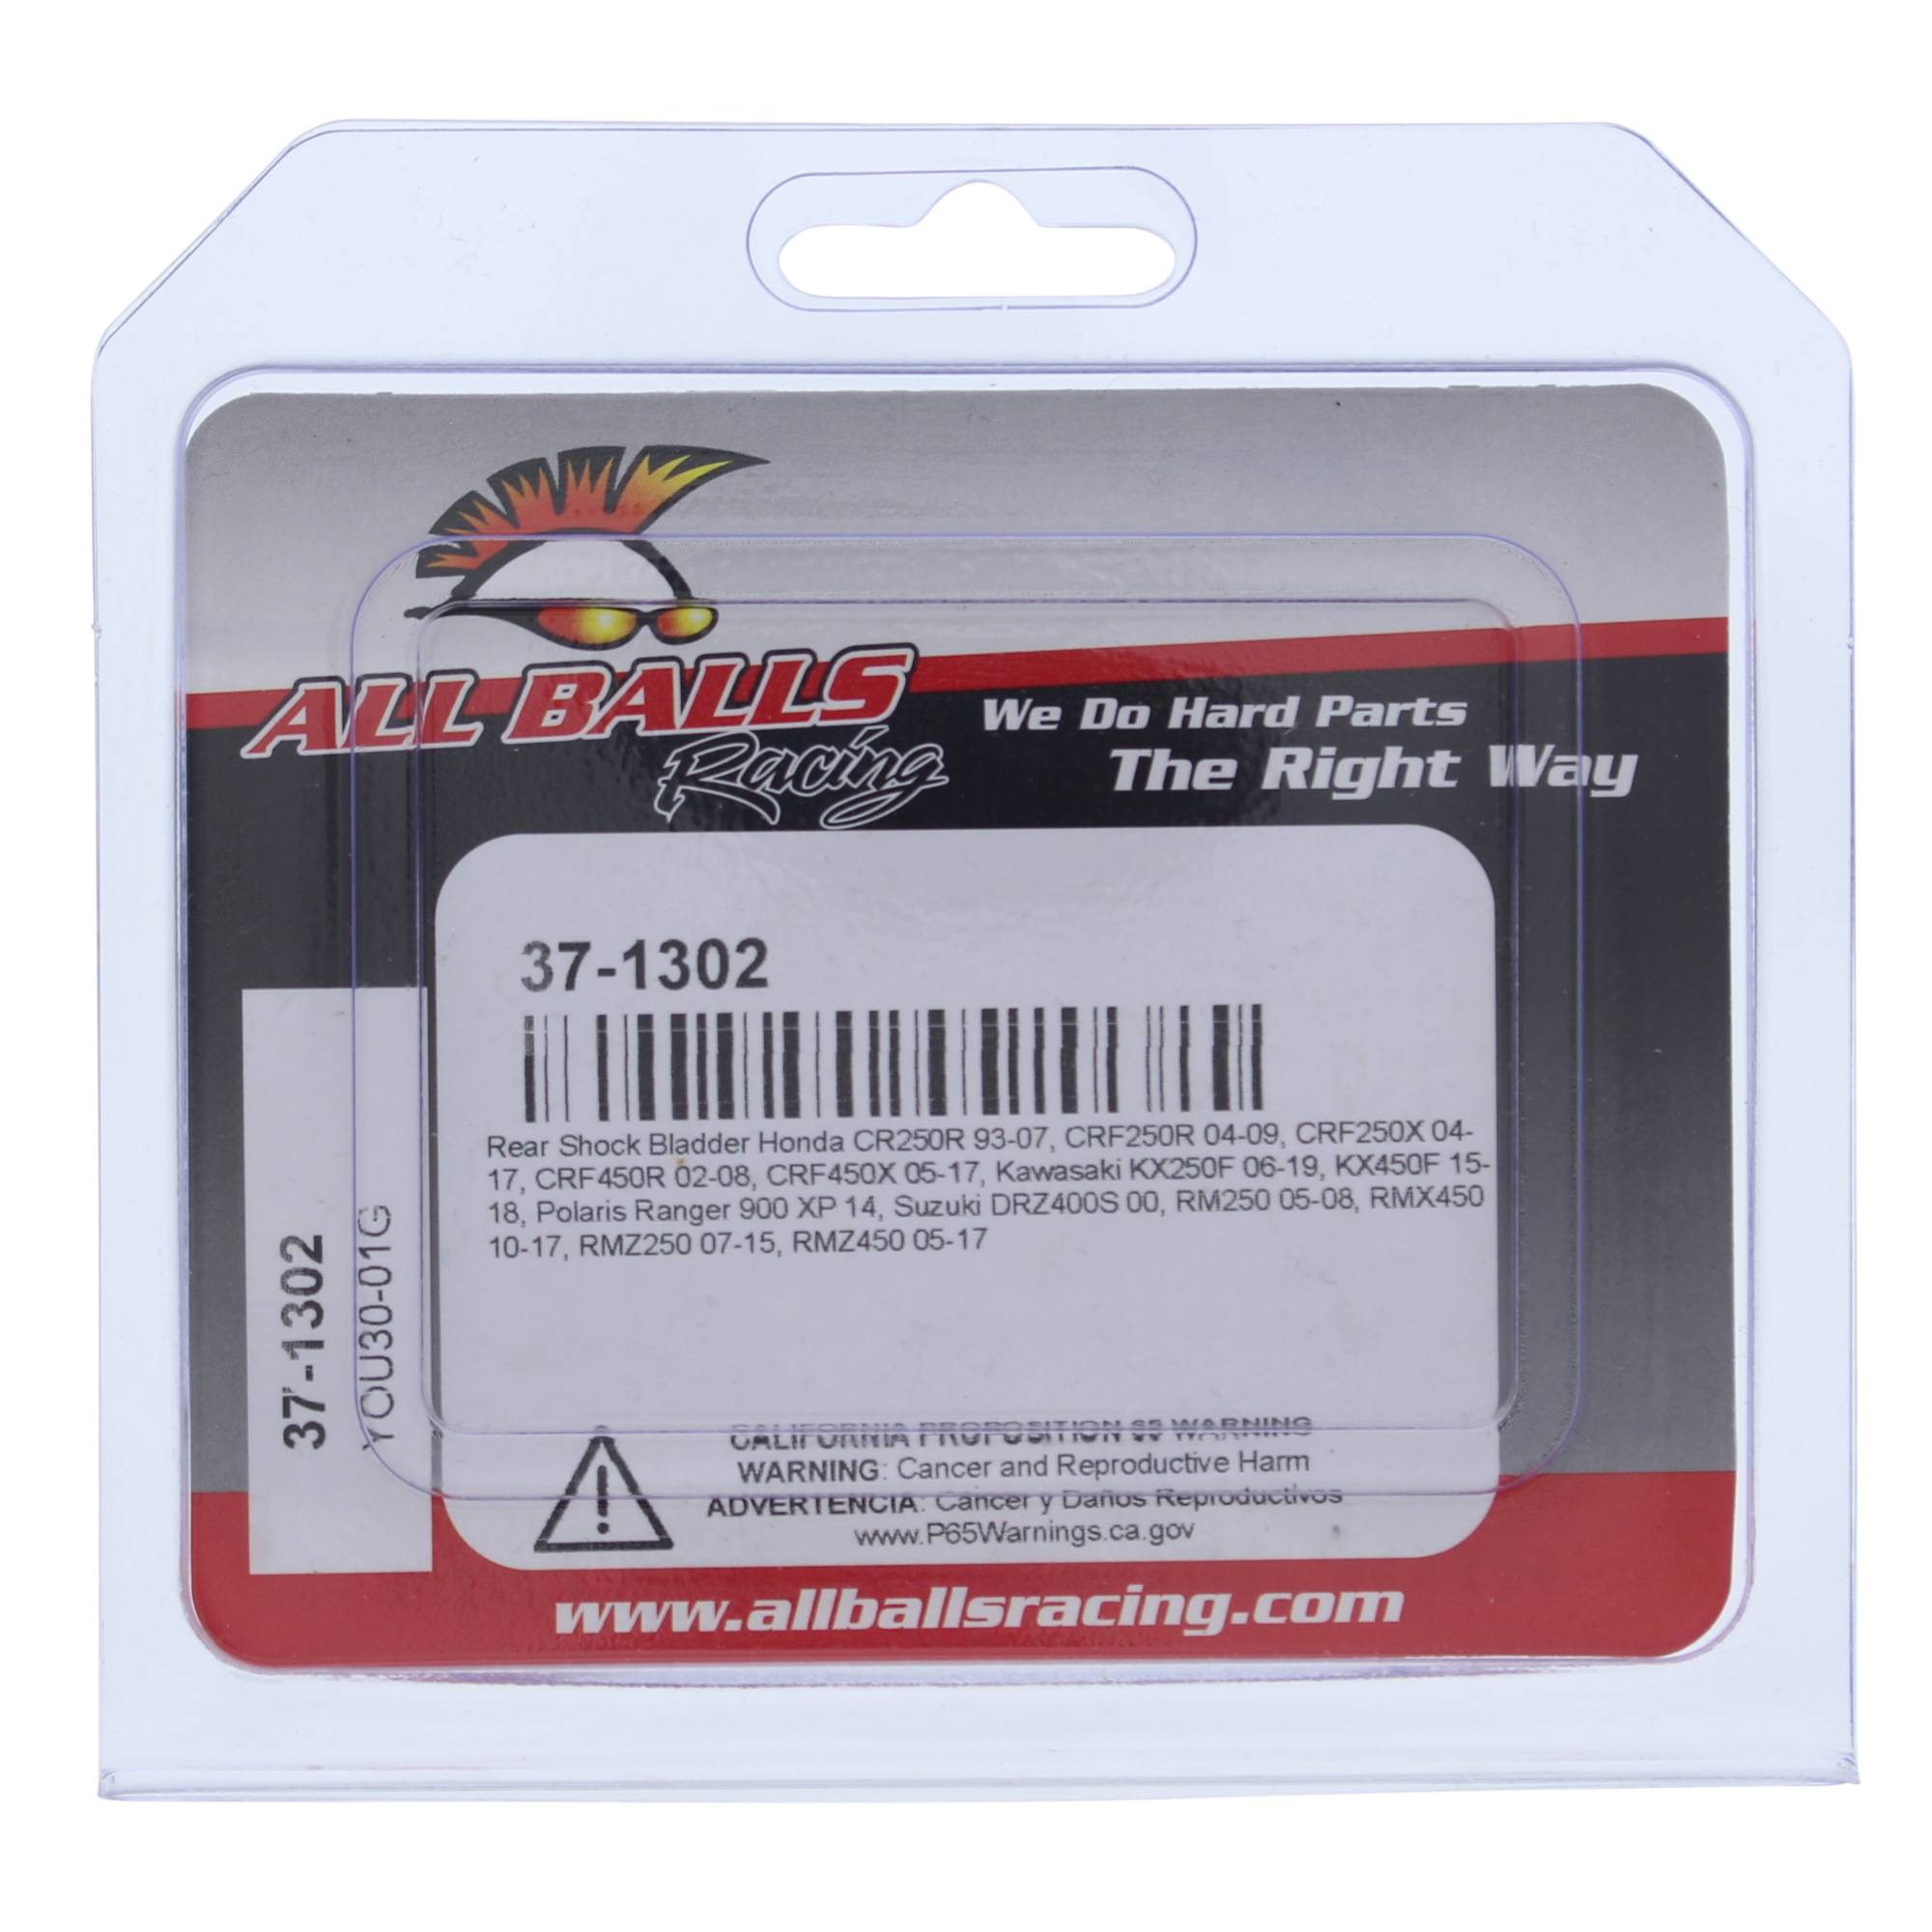 ALL BALLS
Racing
We Do Hard Parts
The Right Way
37-1302
Rear Shock Bladder Honda CR250R 93-07, CRF250R 04-09, CRF250X 04-
17, CRF450R 02-08, CRF450X 05-17, Kawasaki KX250F 06-19, KX450F 15-
18, Polaris Ranger 900 XP 14, Suzuki DRZ400S 00, RM250 05-08, RMX450
10-17, RMZ250 07-15, RMZ450 05-17
37-1302
YOU30-01G
CALIFORNIA PROPOSITION 65 WARNING
WARNING: Cancer and Reproductive Harm
ADVERTENCIA: Cáncer y Daños Reproductivos
www.P65Warnings.ca.gov
www.allballsracing.com